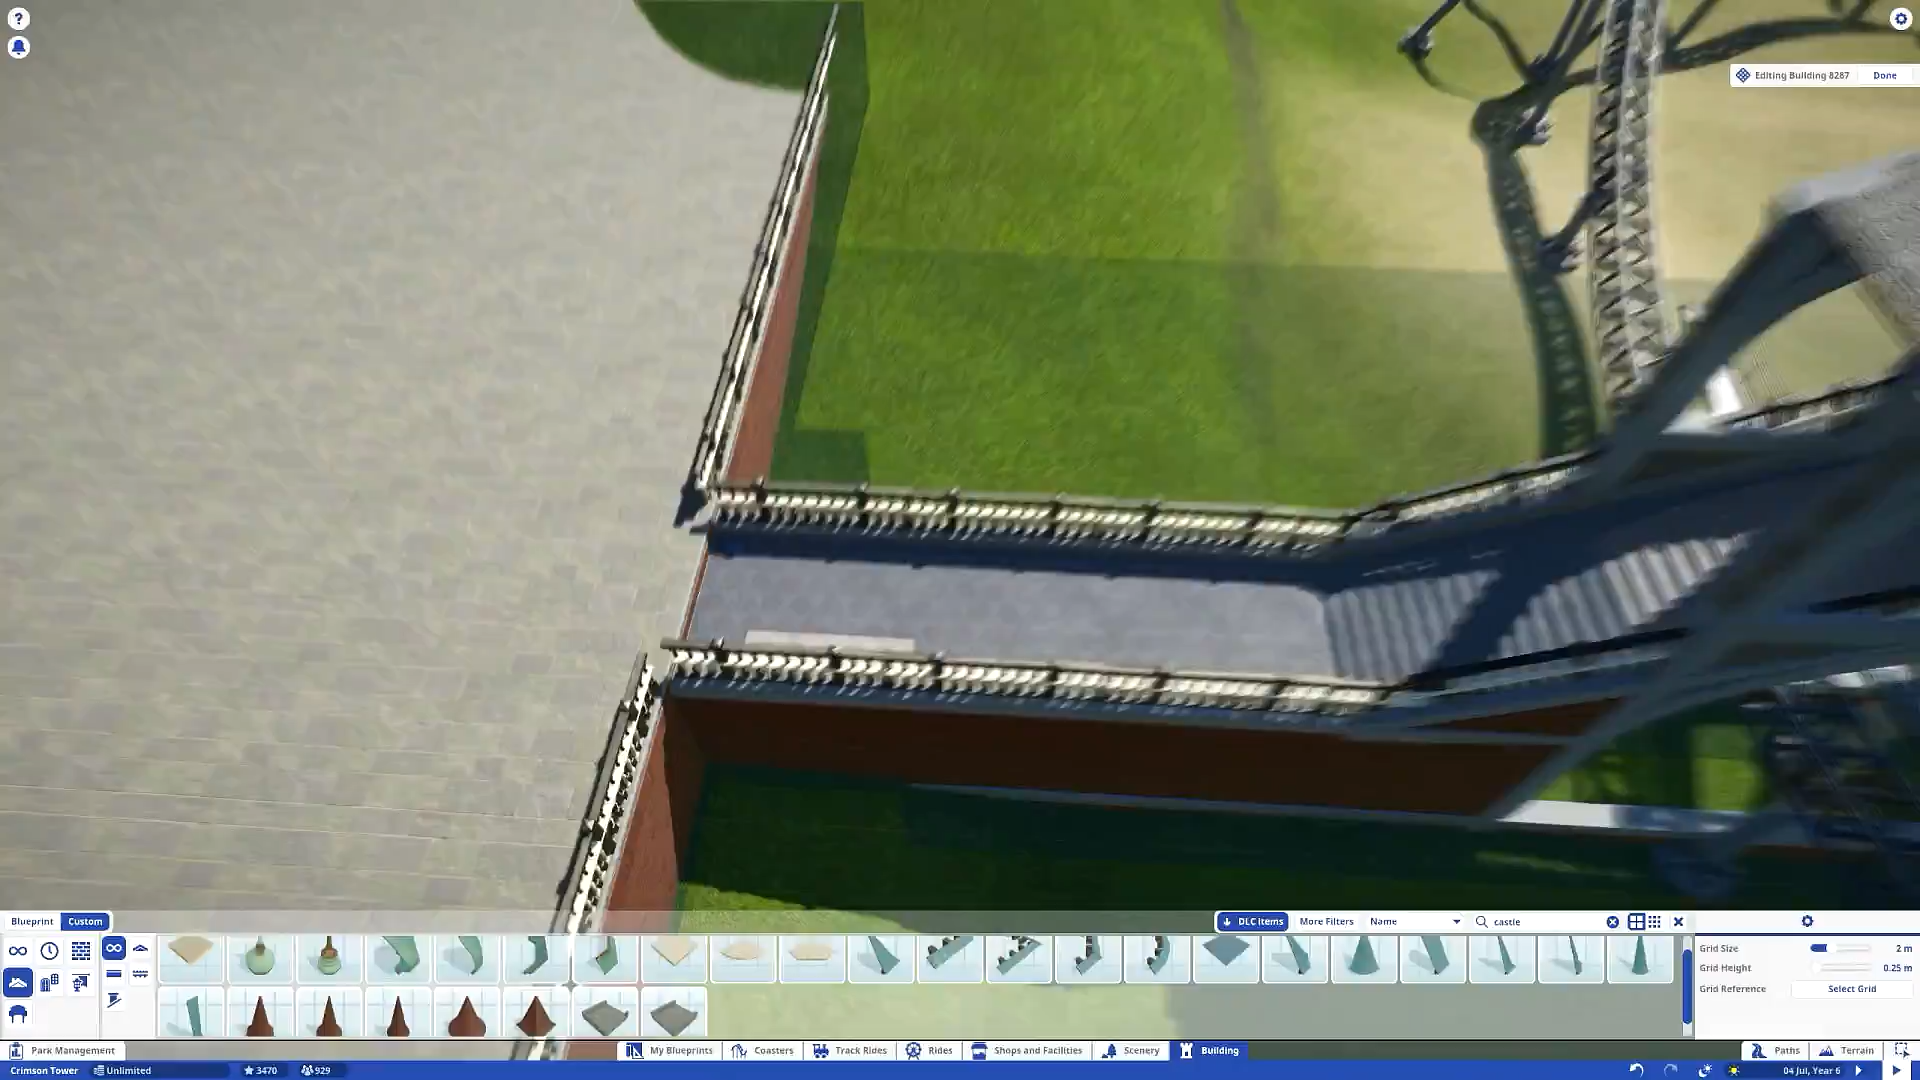 ?
Editing Building 8287 Done
Blueprint Custom
DLC Items More Filters Name castle
Grid Size 2 m
Grid Height 0.25 m
Grid Reference Select Grid
Park Management My Blueprints Coasters Track Rides Rides Shops and Facilities Scenery Building Paths Terrain
Crimson Tower Unlimited 3470 929 04 Jul, Year 6